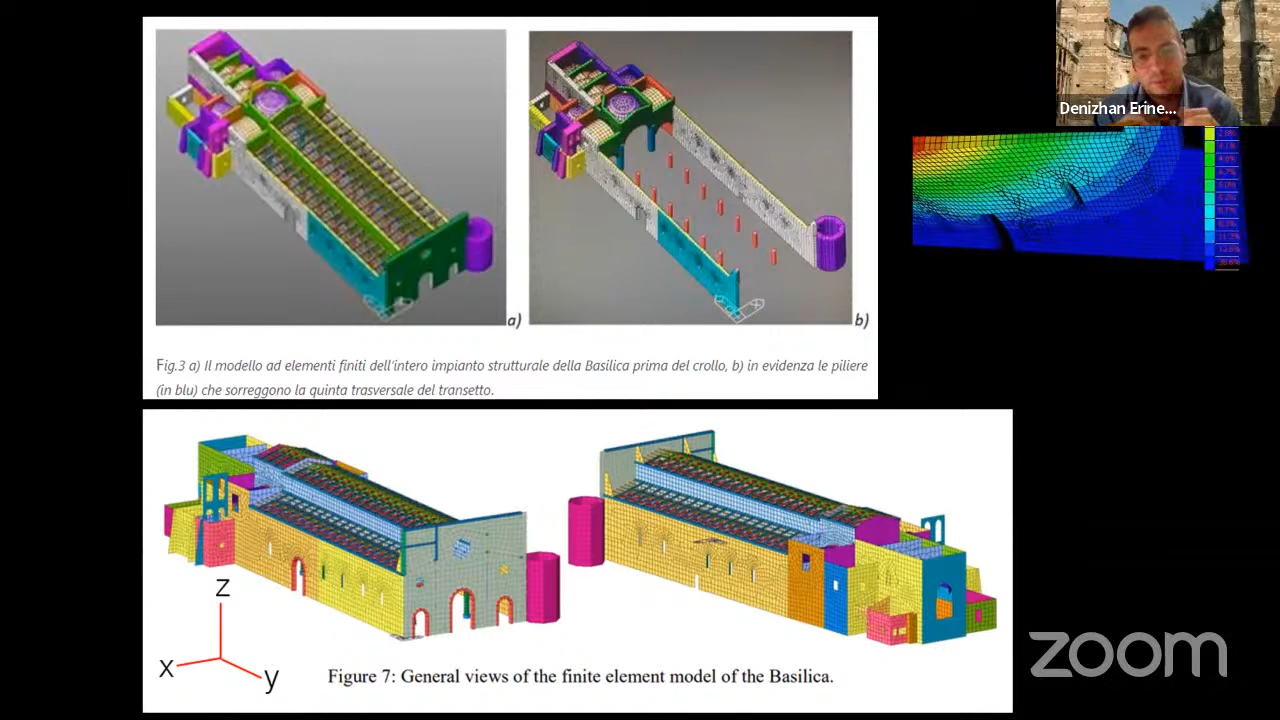 Denizhan Erine...
a)
b)
Fig.3 a) Il modello ad elementi finiti dell'intero impianto strutturale della Basilica prima del crollo, b) in evidenza le piliere
(in blu) che sorreggono la quinta trasversale del transetto.
Z
X
y
Figure 7: General views of the finite element model of the Basilica.
zoom